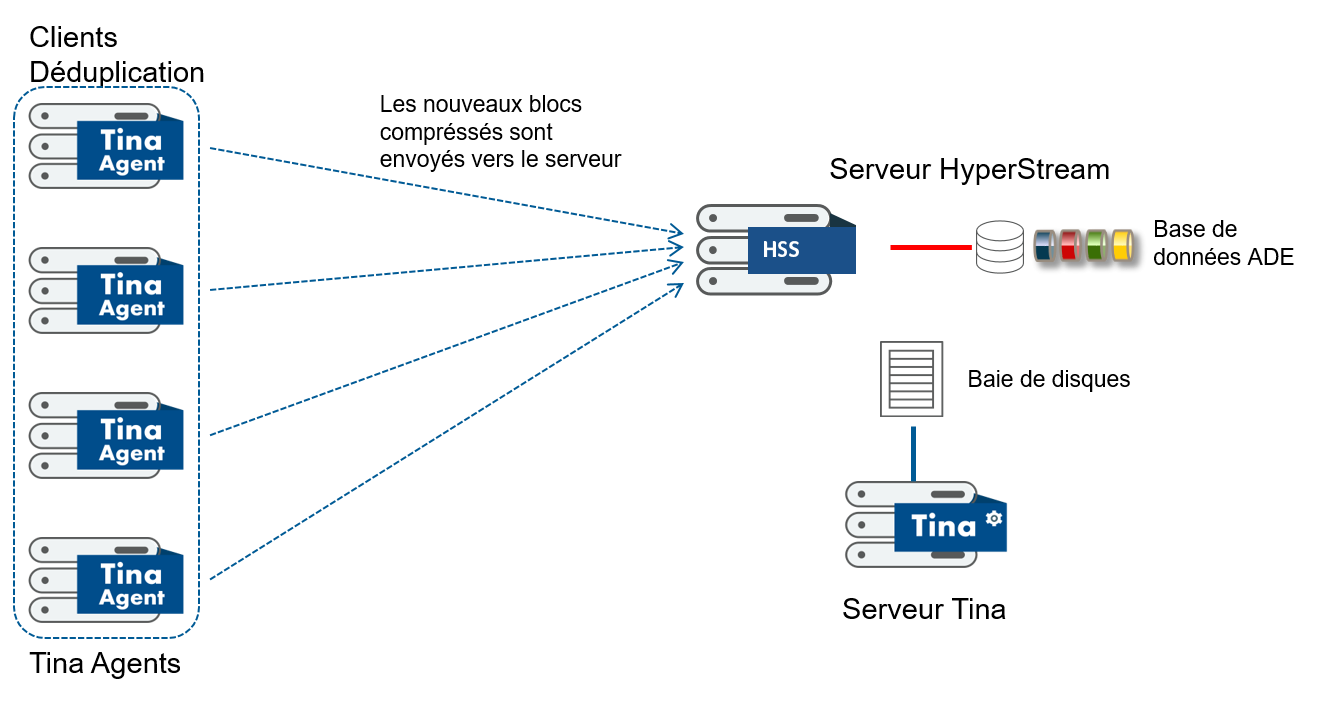 Clients
Déduplication
Tina
Agent
Tina
Agent
Tina
Agent
Tina
Agent
Tina Agents
Les nouveaux blocs
compréssés sont
envoyés vers le serveur
Serveur HyperStream
HSS
Base de
données ADE
Baie de disques
Tina
Serveur Tina